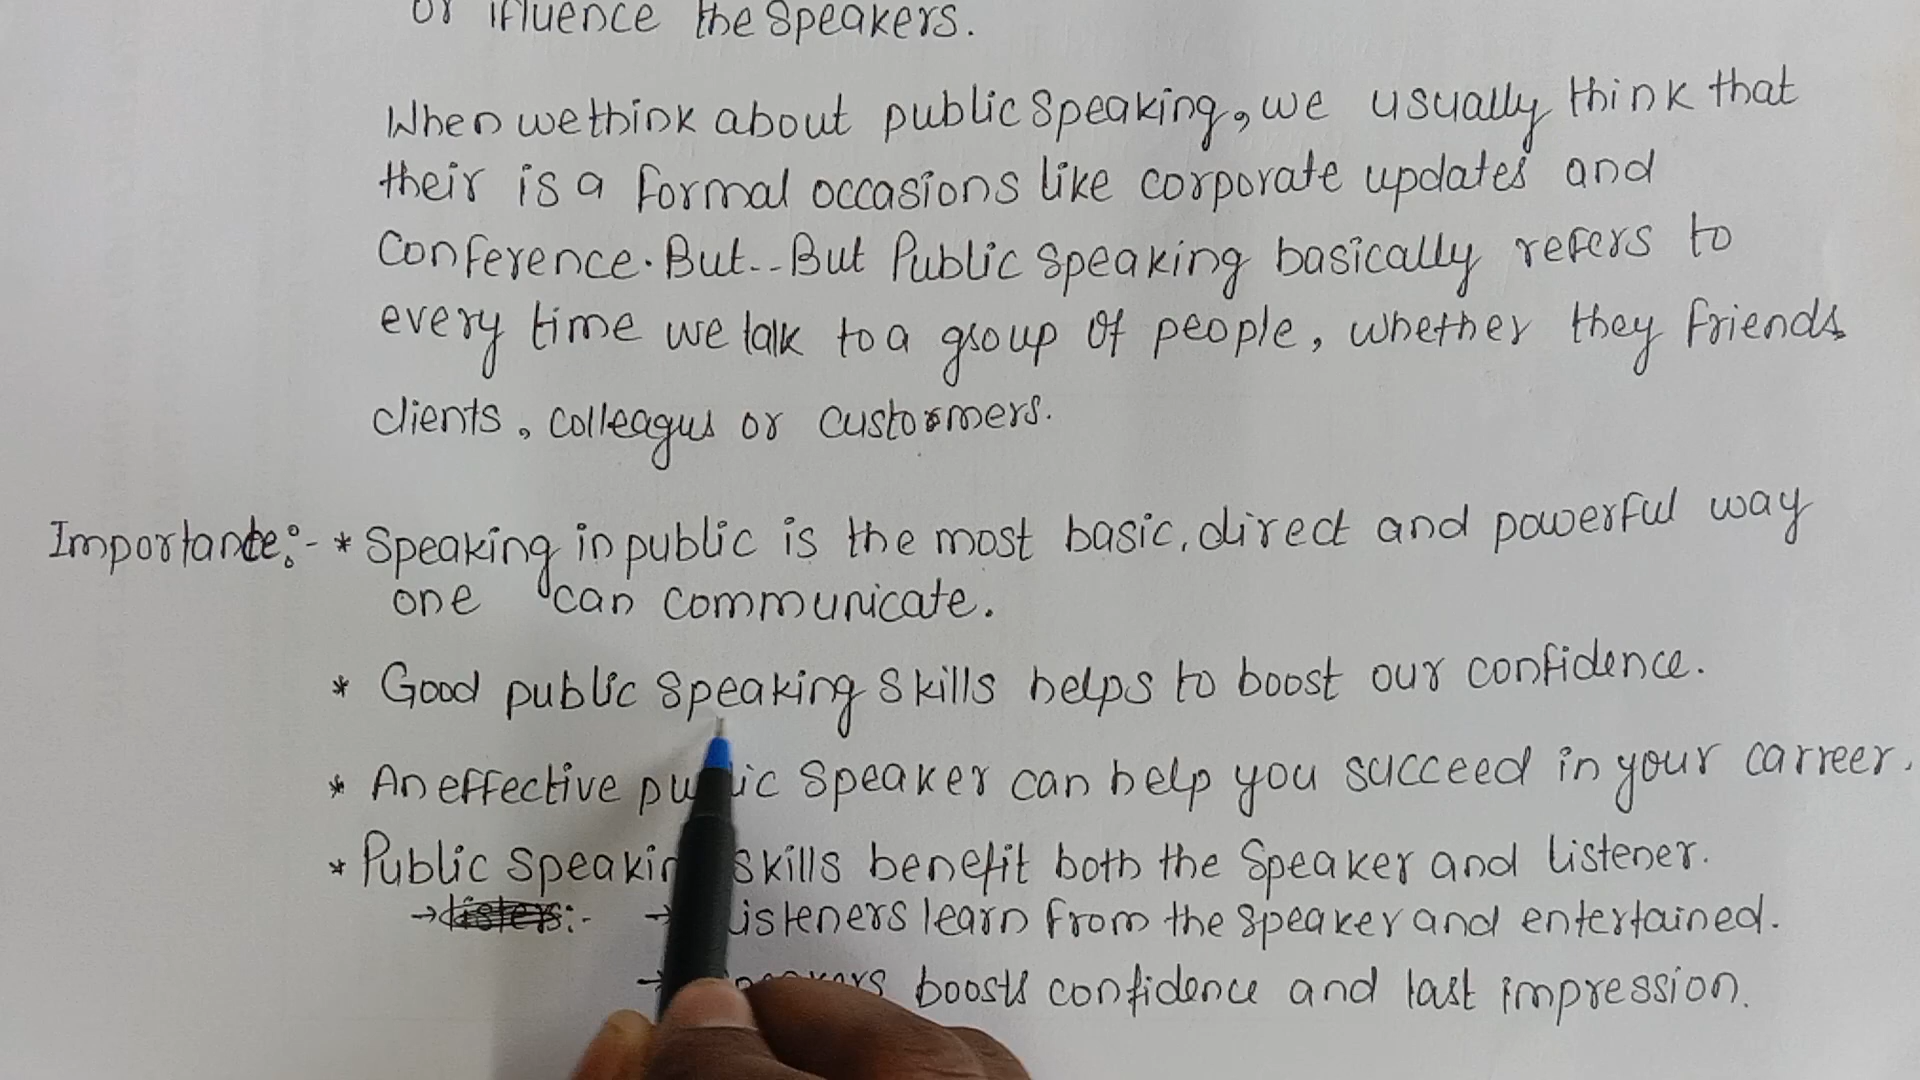 or ifluence the speakers.
When we think about public speaking, we usually think that
their is a formal occasions like corporate updates and
conference. But... But Public speaking basically refers to
every time we talk to a group of people, whether they friends
clients, colleagus or customers.
Importance:- * Speaking in public is the most basic, direct and powerful way
one can communicate.
* Good public speaking skills helps to boost our confidence.
* An effective public speaker can help you succeed in your carreer.
* Public speaking skills benefit both the speaker and listener.
→ :- → Listeners learn from the speaker and entertained.
→ boosts confidence and last impression.